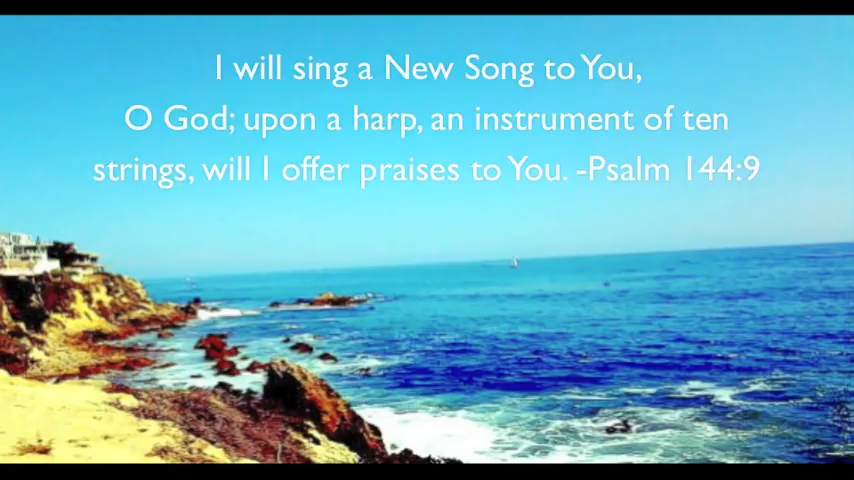 I will sing a New Song to You,
O God; upon a harp, an instrument of ten
strings, will I offer praises to You. -Psalm 144:9